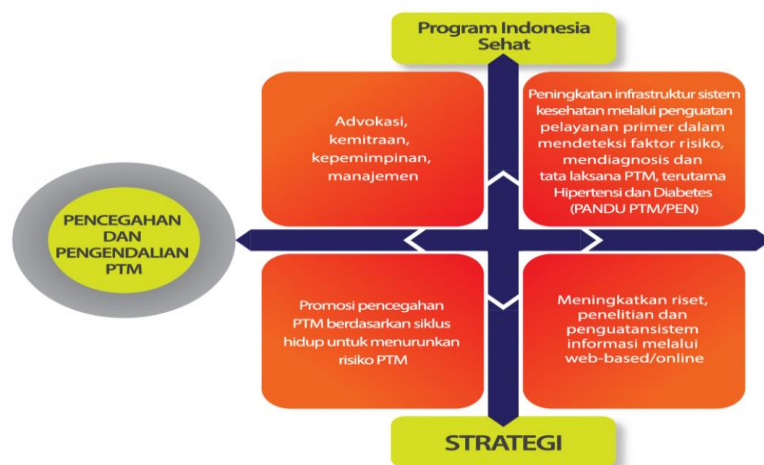 Program Indonesia
Sehat
Advokasi,
kemitraan,
kepemimpinan,
manajemen
Peningkatan infrastruktur sistem
kesehatan melalui penguatan
pelayanan primer dalam
mendeteksi faktor risiko,
mendiagnosis dan
tata laksana PTM, terutama
Hipertensi dan Diabetes
(PANDU PTM/PEN)
PENCEGAHAN
DAN
PENGENDALIAN
PTM
Promosi pencegahan
PTM berdasarkan siklus
hidup untuk menurunkan
risiko PTM
Meningkatkan riset,
penelitian dan
penguatansistem
informasi melalui
web-based/online
STRATEGI